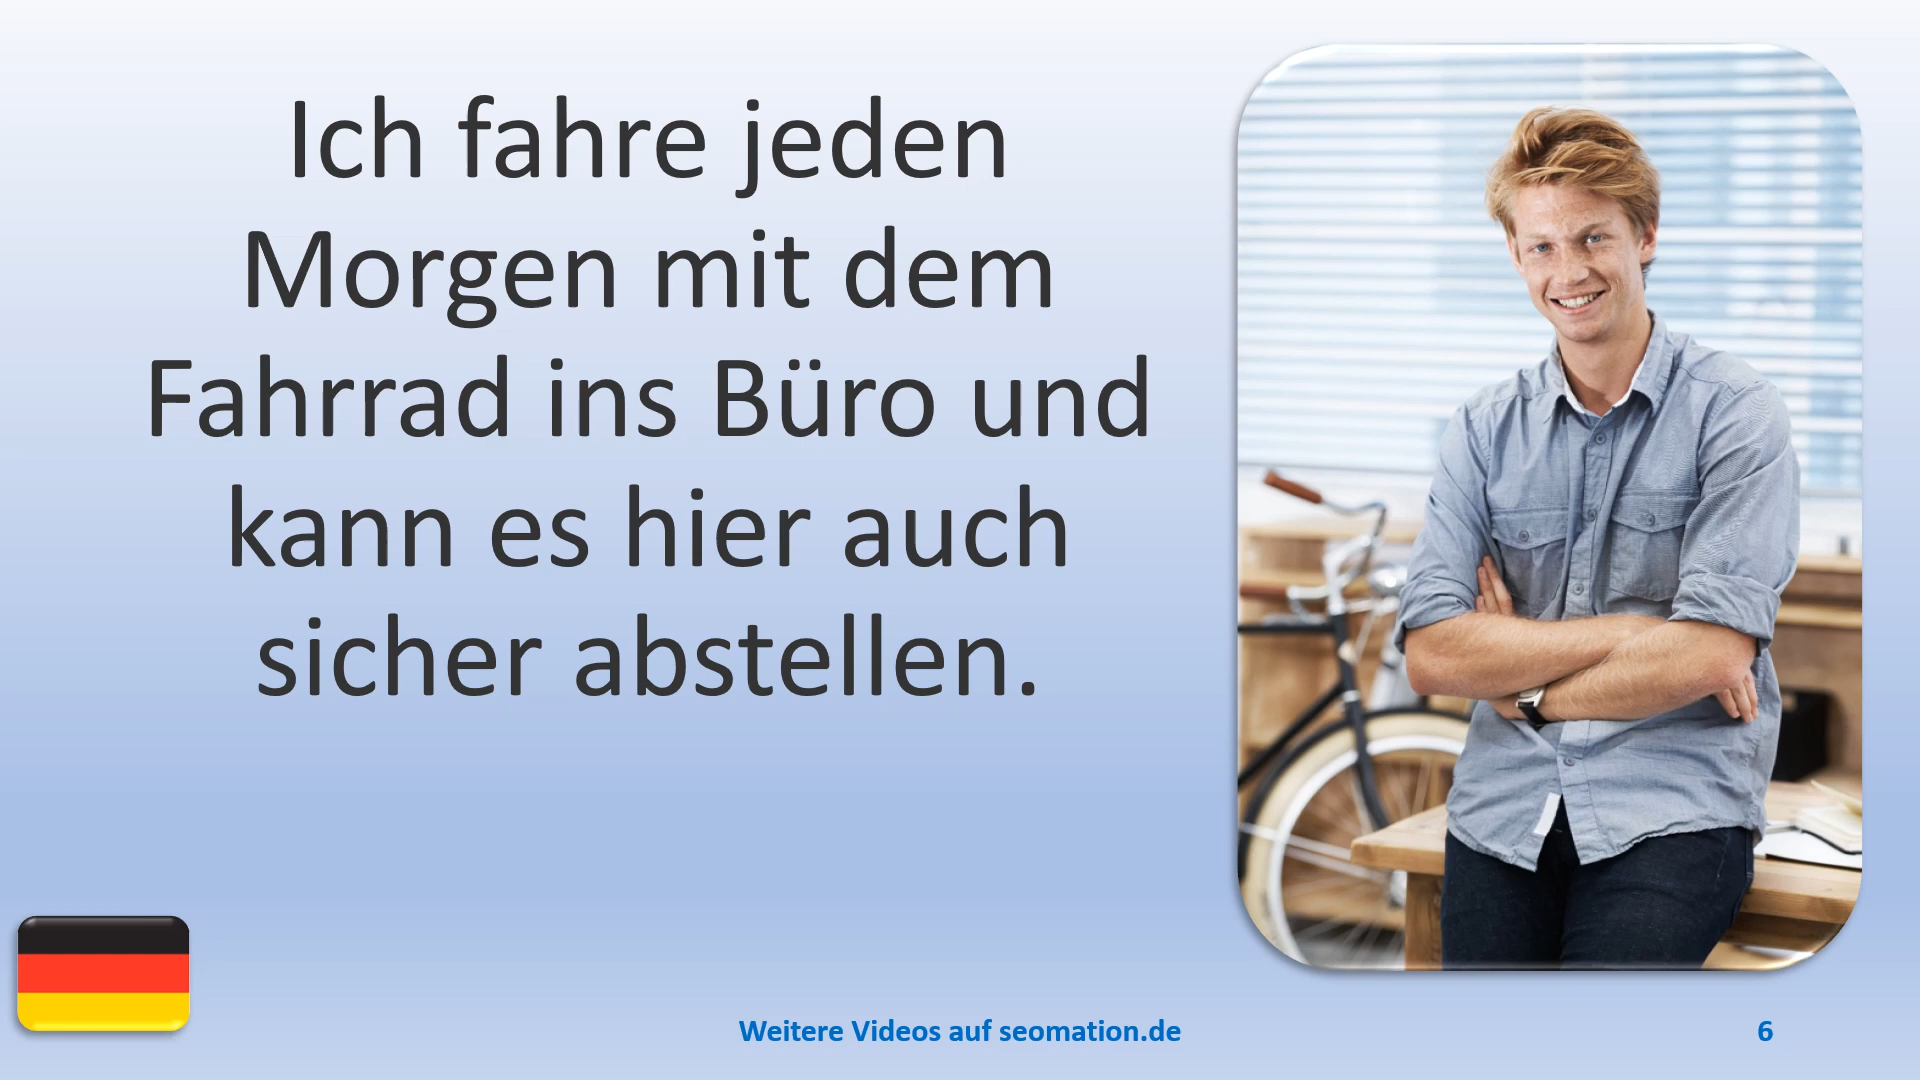 Ich fahre jeden
Morgen mit dem
Fahrrad ins Büro und
kann es hier auch
sicher abstellen.
Weitere Videos auf seomation.de
6